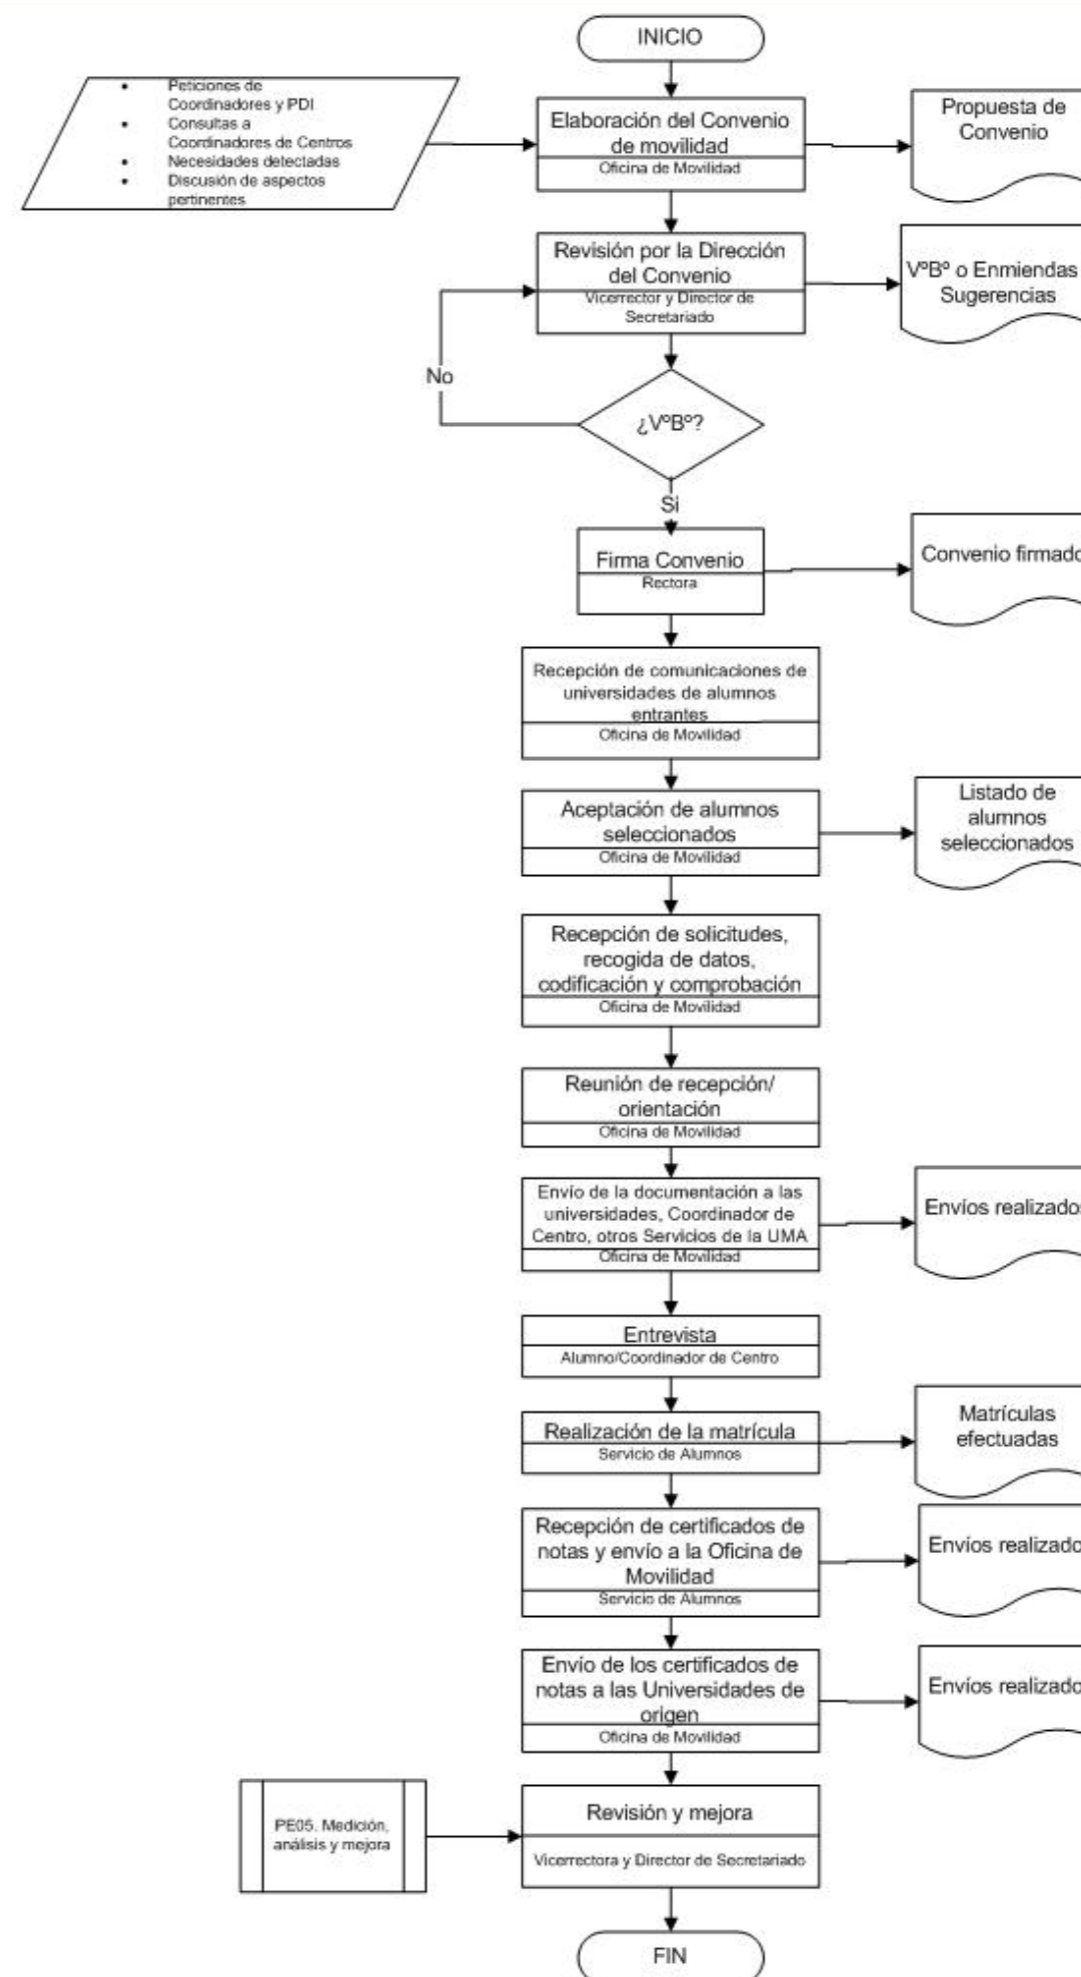 INICIO
Peticiones de
Coordinadores y PDI
Consultas a
Coordinadores de Centros
Necesidades detectadas
Discusión de aspectos
pertinentes
Elaboración del Convenio
de movilidad
Oficina de Movilidad
Propuesta de
Convenio
Revisión por la Dirección
del Convenio
Vicerrector y Director de
Secretariado
VºBº o Enmiendas
Sugerencias
No
¿VºBº?
Si
Firma Convenio
Rectora
Convenio firmado
Recepción de comunicaciones de
universidades de alumnos
entrantes
Oficina de Movilidad
Aceptación de alumnos
seleccionados
Oficina de Movilidad
Listado de
alumnos
seleccionados
Recepción de solicitudes,
recogida de datos,
codificación y comprobación
Oficina de Movilidad
Reunión de recepción/
orientación
Oficina de Movilidad
Envío de la documentación a las
universidades, Coordinador de
Centro, otros Servicios de la UMA
Oficina de Movilidad
Envíos realizados
Entrevista
Alumno/Coordinador de Centro
Realización de la matrícula
Servicio de Alumnos
Matrículas
efectuadas
Recepción de certificados de
notas y envío a la Oficina de
Movilidad
Servicio de Alumnos
Envíos realizado
Envío de los certificados de
notas a las Universidades de
origen
Oficina de Movilidad
Envíos realizado
PE05. Medición,
análisis y mejora
Revisión y mejora
Vicerrectora y Director de Secretariado
FIN